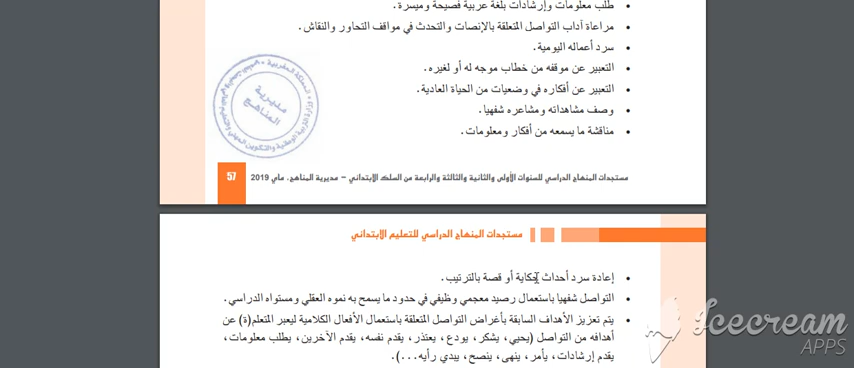 طلب معلومات وإرشادات بلغة عربية فصيحة وميسرة.
مراعاة آداب التواصل المتعلقة بالإنصات والتحدث في مواقف التحاور والنقاش.
سرد أعماله اليومية.
التعبير عن موقفه من خطاب موجه له أو لغيره.
التعبير عن أفكاره في وضعيات من الحياة العادية.
وصف مشاهداته ومشاعره شفهيا.
مناقشة ما يسمعه من أفكار ومعلومات.
مديرية
المناهج
مستجدات المنهاج الدراسي للسنوات الأولى والثانية والثالثة والرابعة من السلك الابتدائي – مديرية المناهج، ماي 2019
57
مستجدات المنهاج الدراسي للتعليم الابتدائي
إعادة سرد أحداث حكاية أو قصة بالترتيب.
التواصل شفهيا باستعمال رصيد معجمي وظيفي في حدود ما يسمح به نموه العقلي ومستواه الدراسي.
يتم تعزيز الأهداف السابقة بأغراض التواصل المتعلقة باستعمال الأفعال الكلامية ليعبر المتعلم(ة) عن
أهدافه من التواصل (يحيي، يشكر، يودع، يعتذر، يقدم نفسه، يقدم الآخرين، يطلب معلومات،
يقدم إرشادات، يأمر، ينهى، ينصح، يبدي رأيه...).
Icecream
APPS